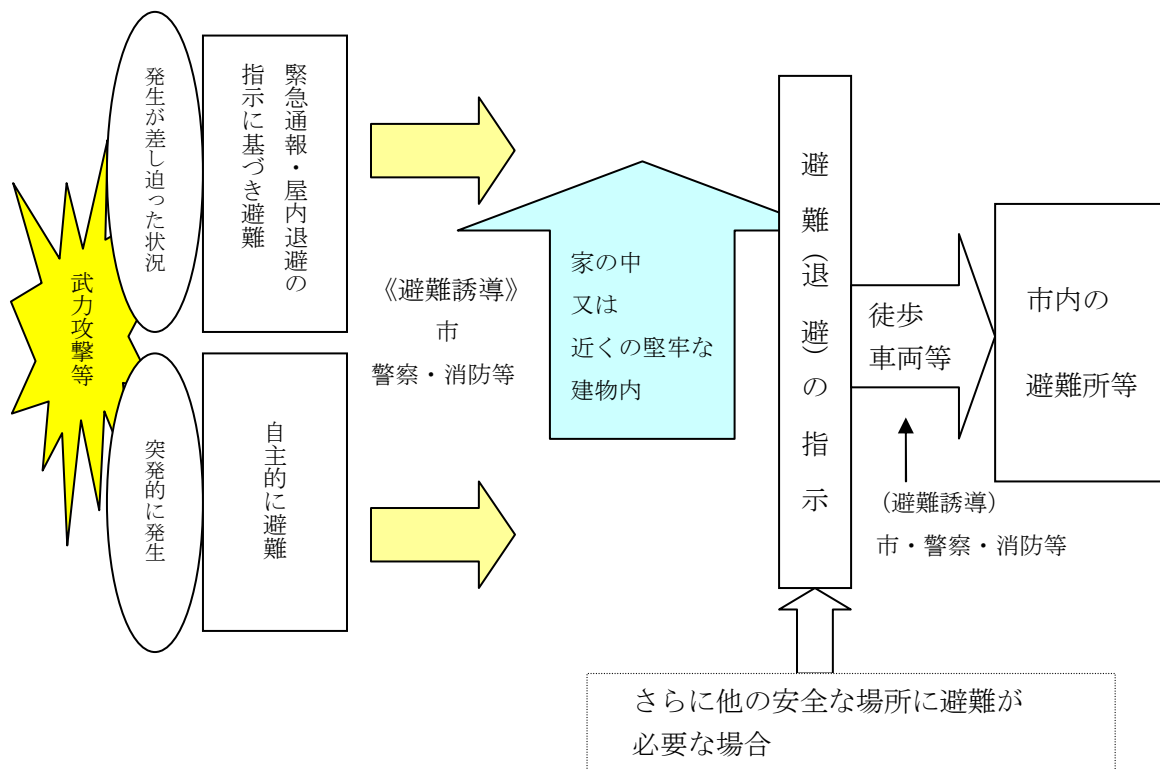 武力攻撃等
発生が差し迫った状況
緊急通報・屋内退避の
指示に基づき避難
突発的に発生
自主的に避難
《避難誘導》
市
警察・消防等
家の中
又は
近くの堅牢な
建物内
避難(退避)の指示
徒歩
車両等
市内の
避難所等
（避難誘導）
市・警察・消防等
さらに他の安全な場所に避難が
必要な場合